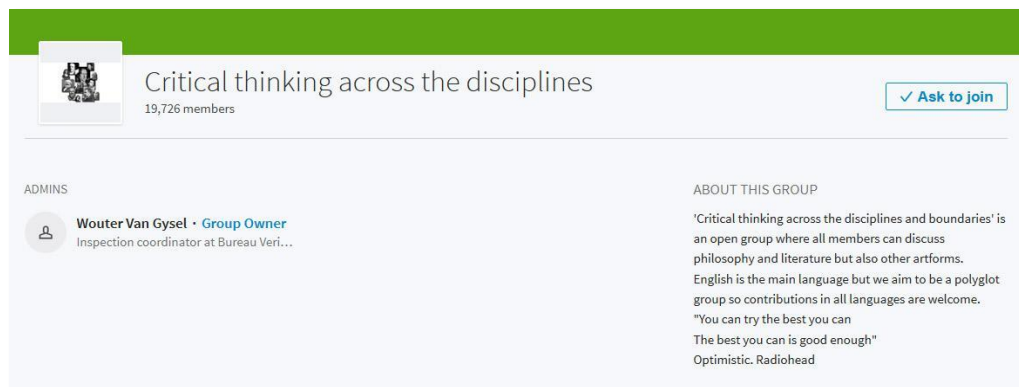 Critical thinking across the disciplines
19,726 members
✓ Ask to join
ADMINS
Wouter Van Gysel • Group Owner
Inspection coordinator at Bureau Veri...
ABOUT THIS GROUP
'Critical thinking across the disciplines and boundaries' is
an open group where all members can discuss
philosophy and literature but also other artforms.
English is the main language but we aim to be a polyglot
group so contributions in all languages are welcome.
"You can try the best you can
The best you can is good enough"
Optimistic. Radiohead